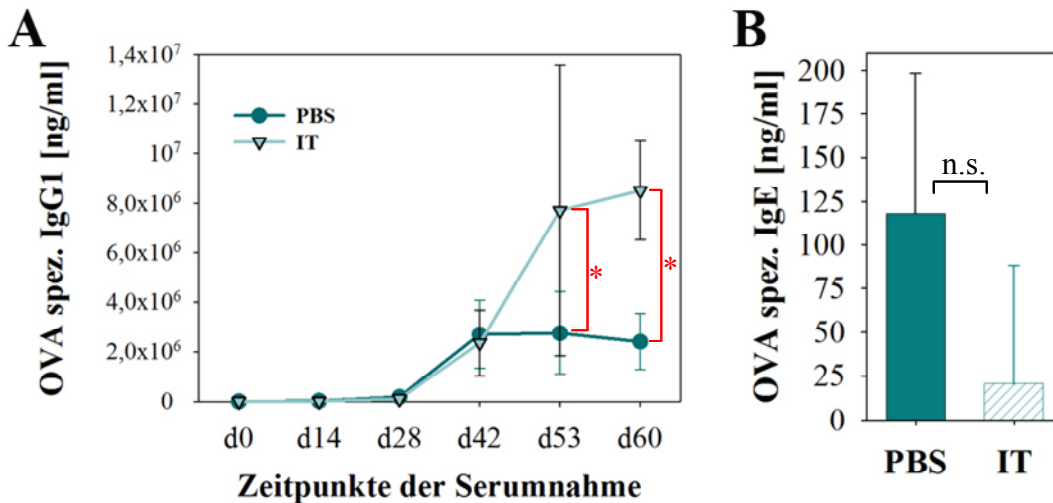 A
OVA spez. IgG1 [ng/ml]
1,4x10⁷
1,2x10⁷
10⁷
8,0x10⁶
6,0x10⁶
4,0x10⁶
2,0x10⁶
0
PBS
IT
*
*
d0 d14 d28 d42 d53 d60
Zeitpunkte der Serumnahme
B
OVA spez. IgE [ng/ml]
200
175
150
125
100
75
50
25
0
n.s.
PBS IT